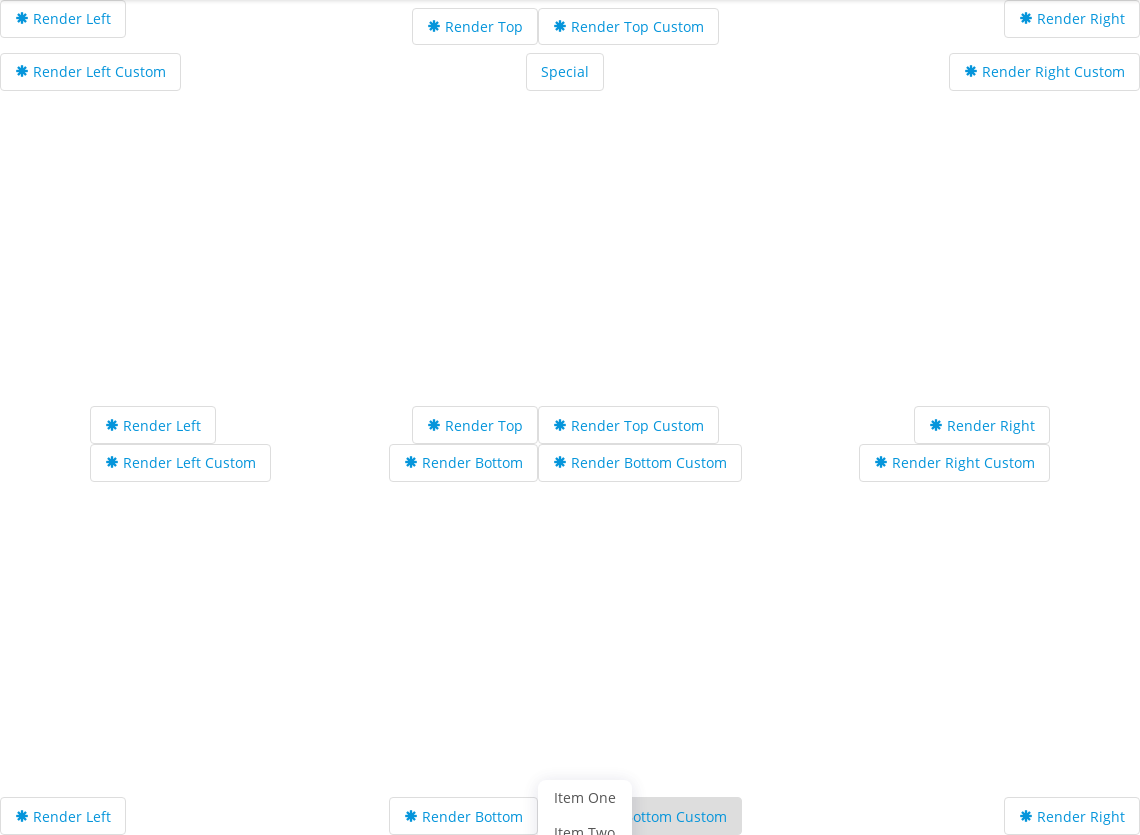 Render Left
Render Top
Render Top Custom
Render Right
Render Left Custom
Special
Render Right Custom
Render Left
Render Top
Render Top Custom
Render Right
Render Left Custom
Render Bottom
Render Bottom Custom
Render Right Custom
Item One
Render Left
Render Bottom
ottom Custom
Render Right
Item Two